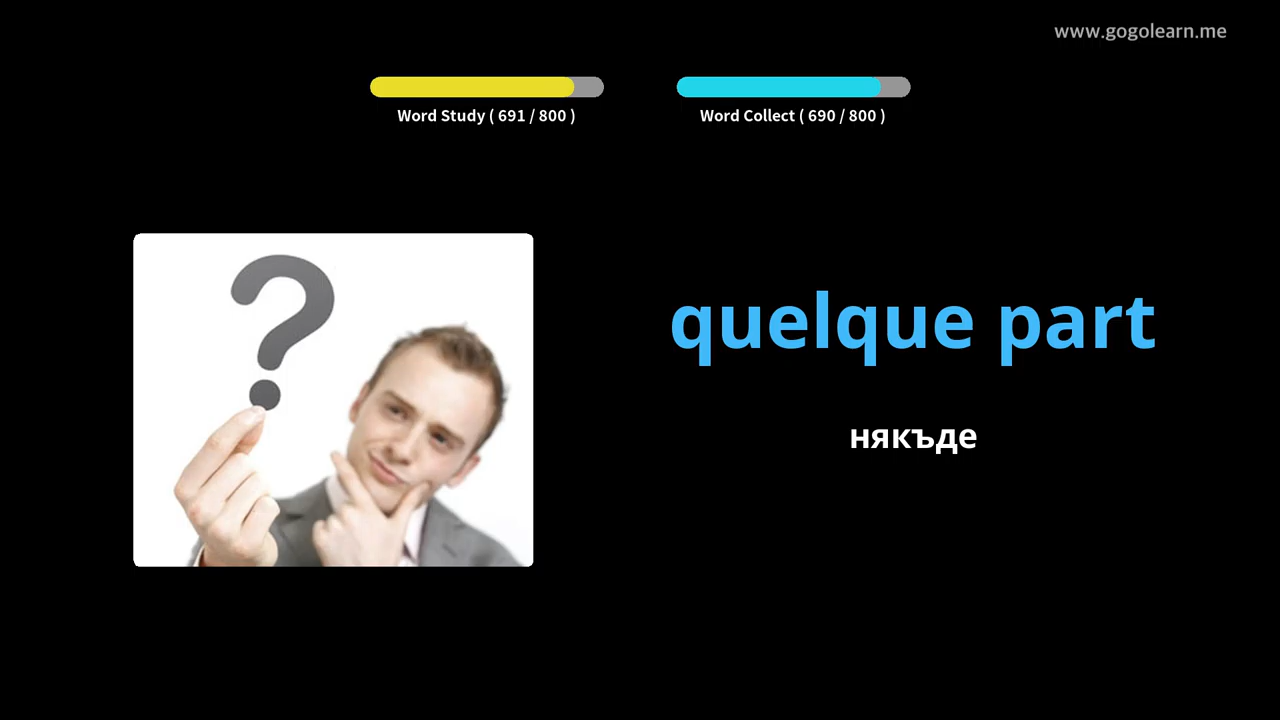 www.gogolearn.me
Word Study ( 691 / 800 )
Word Collect ( 690 / 800 )
quelque part
някъде